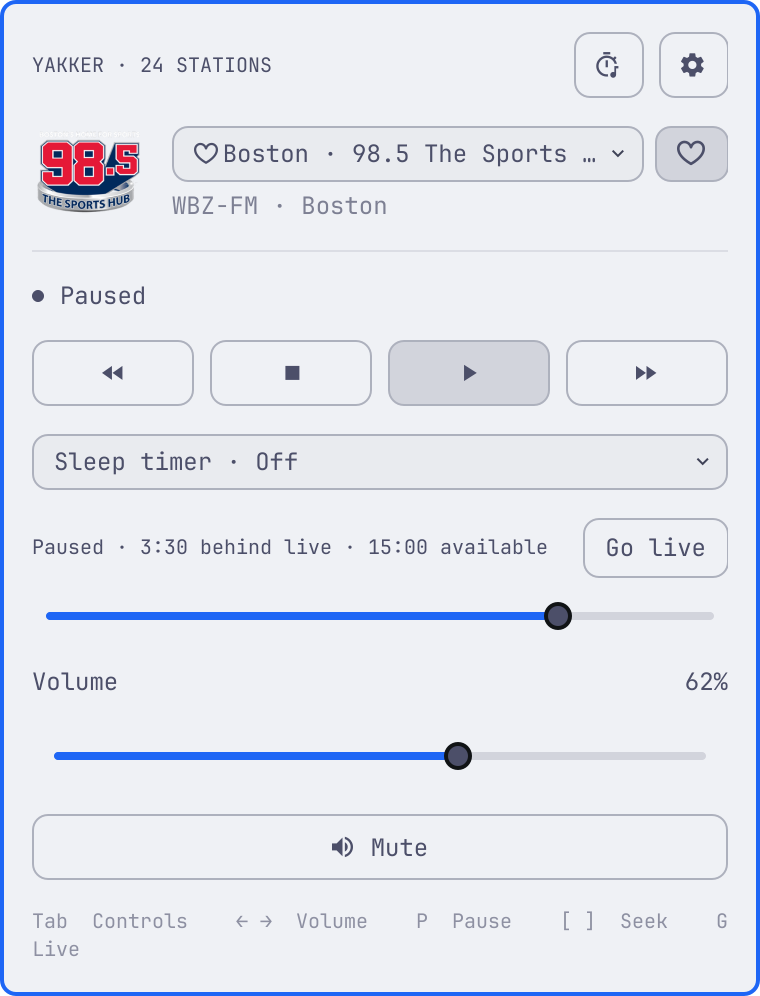 YAKKER · 24 STATIONS
98.5
THE SPORTS HUB
Boston · 98.5 The Sports …
WBZ-FM · Boston
Paused
Sleep timer · Off
Paused · 3:30 behind live · 15:00 available
Go live
Volume
62%
Mute
Tab Controls ← → Volume P Pause [ ] Seek G
Live